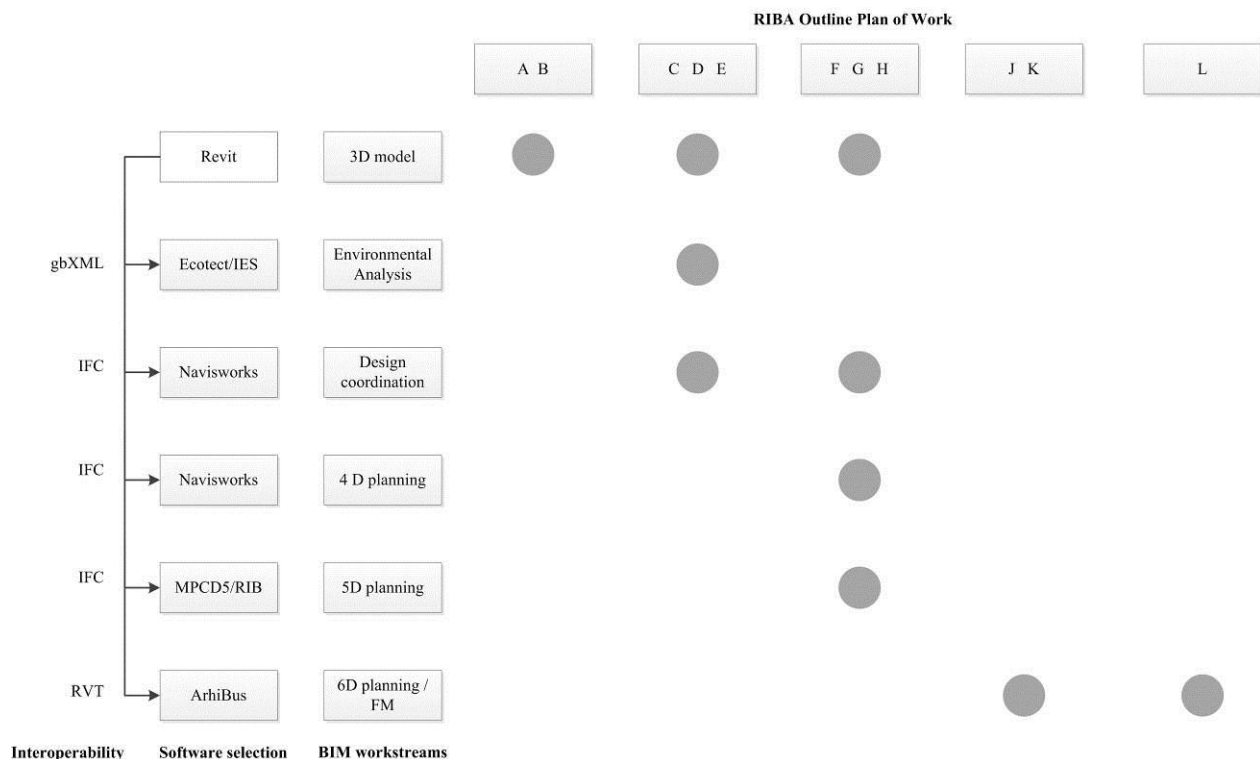 RIBA Outline Plan of Work
A B
C D E
F G H
J K
L
Revit
3D model
gbXML
Ecotect/IES
Environmental
Analysis
IFC
Navisworks
Design
coordination
IFC
Navisworks
4 D planning
IFC
MPCD5/RIB
5D planning
RVT
ArhiBus
6D planning /
FM
Interoperability
Software selection
BIM workstreams